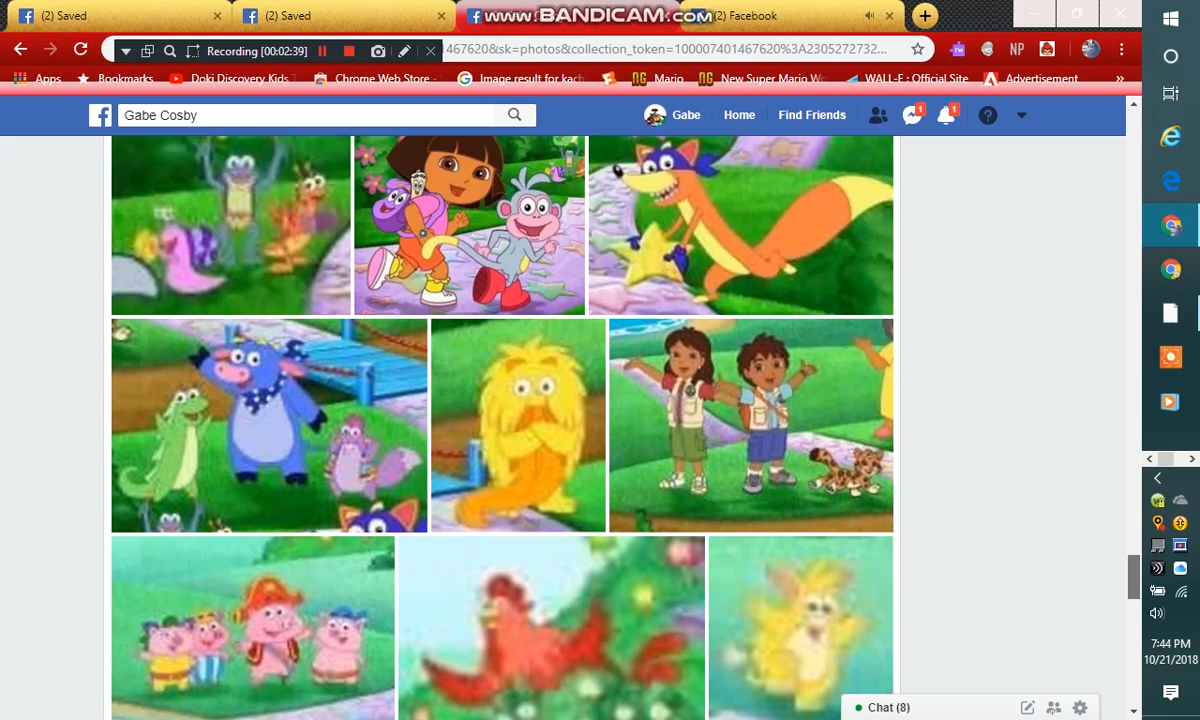 (2) Saved
(2) Saved
www.BANDICAM.com
(2) Facebook
Recording [00:02:39]
467620&sk=photos&collection_token=100007401467620%3A2305272732...
NP
Apps
Bookmarks
Doki Discovery Kids
Chrome Web Store -
Image result for kach
Mario
New Super Mario Wo
WALL-E : Official Site
Advertisement
»
Gabe Cosby
Gabe
Home
Find Friends
1
1
Chat (8)
7:44 PM
10/21/2018